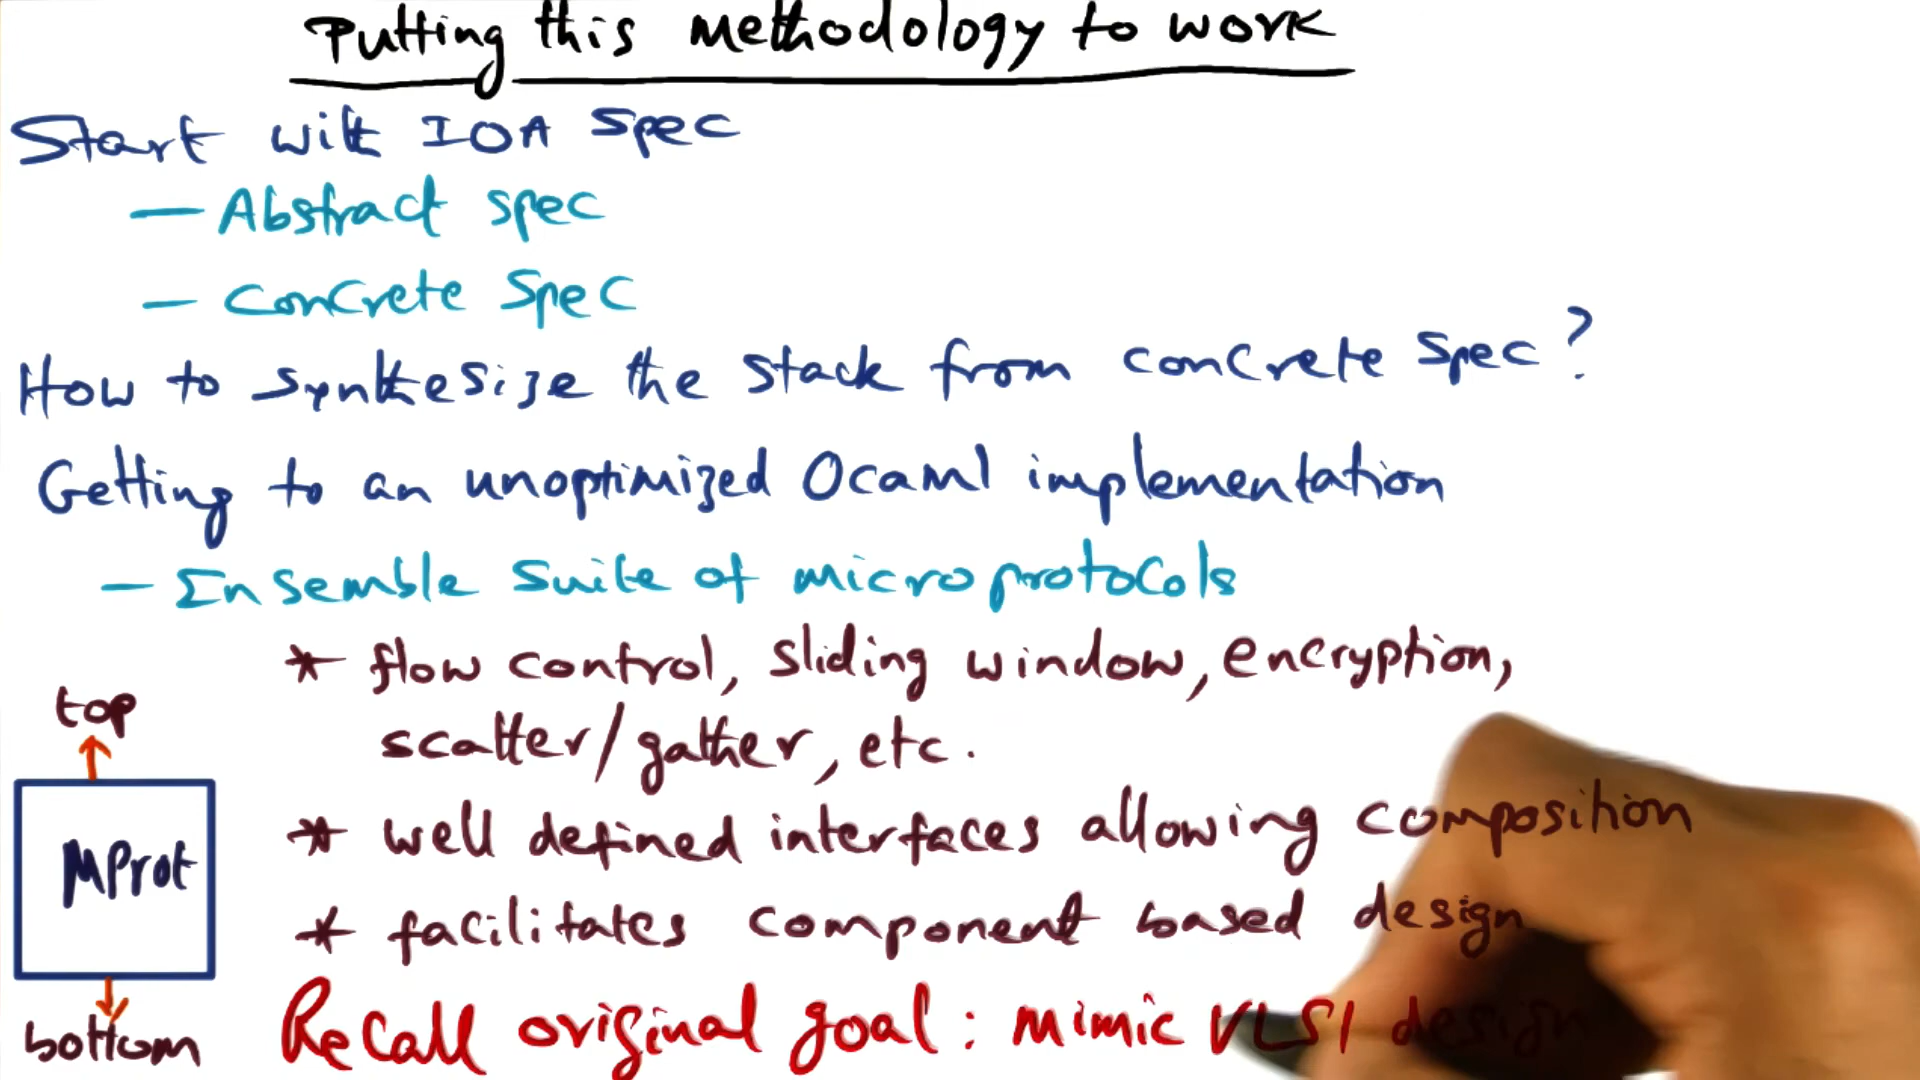 Putting this methodology to work
Start with IOA spec
- Abstract spec
- Concrete spec
How to synthesize the stack from concrete spec?
Getting to an unoptimized Ocaml implementation
- Ensemble suite of microprotocols
* flow control, sliding window, encryption,
scatter/gather, etc.
* well defined interfaces allowing composition
* facilitates component based design
top
MProt
bottom
Recall original goal: mimic VLSI design